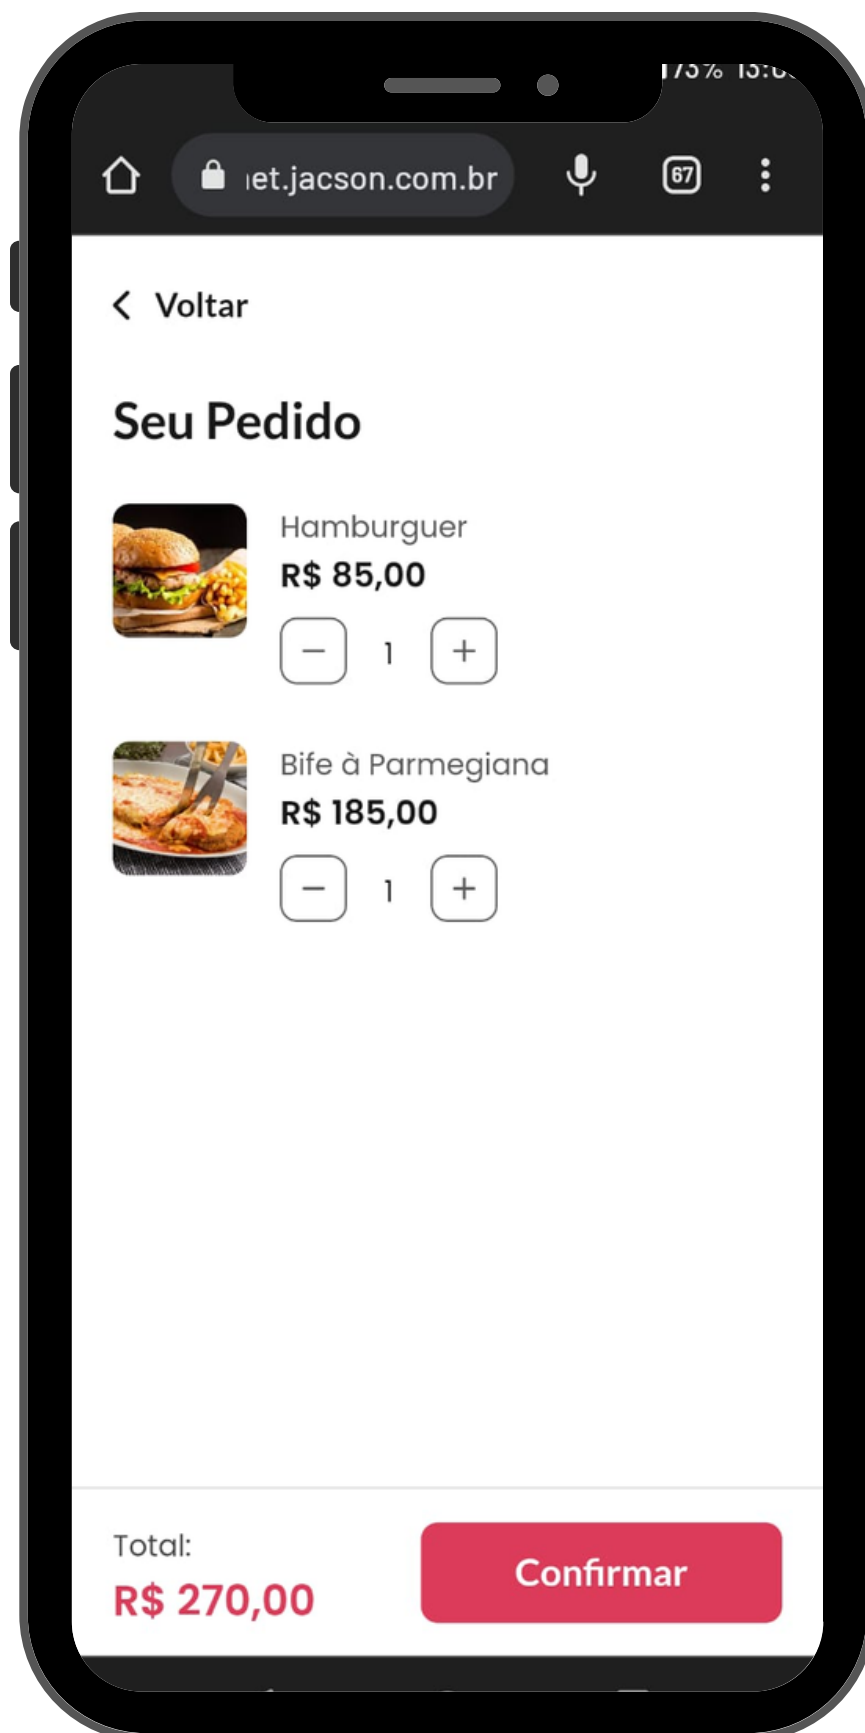 173%
et.jacson.com.br
67
Voltar
Seu Pedido
Hamburguer
R$ 85,00
1
Bife à Parmegiana
R$ 185,00
1
Total:
R$ 270,00
Confirmar